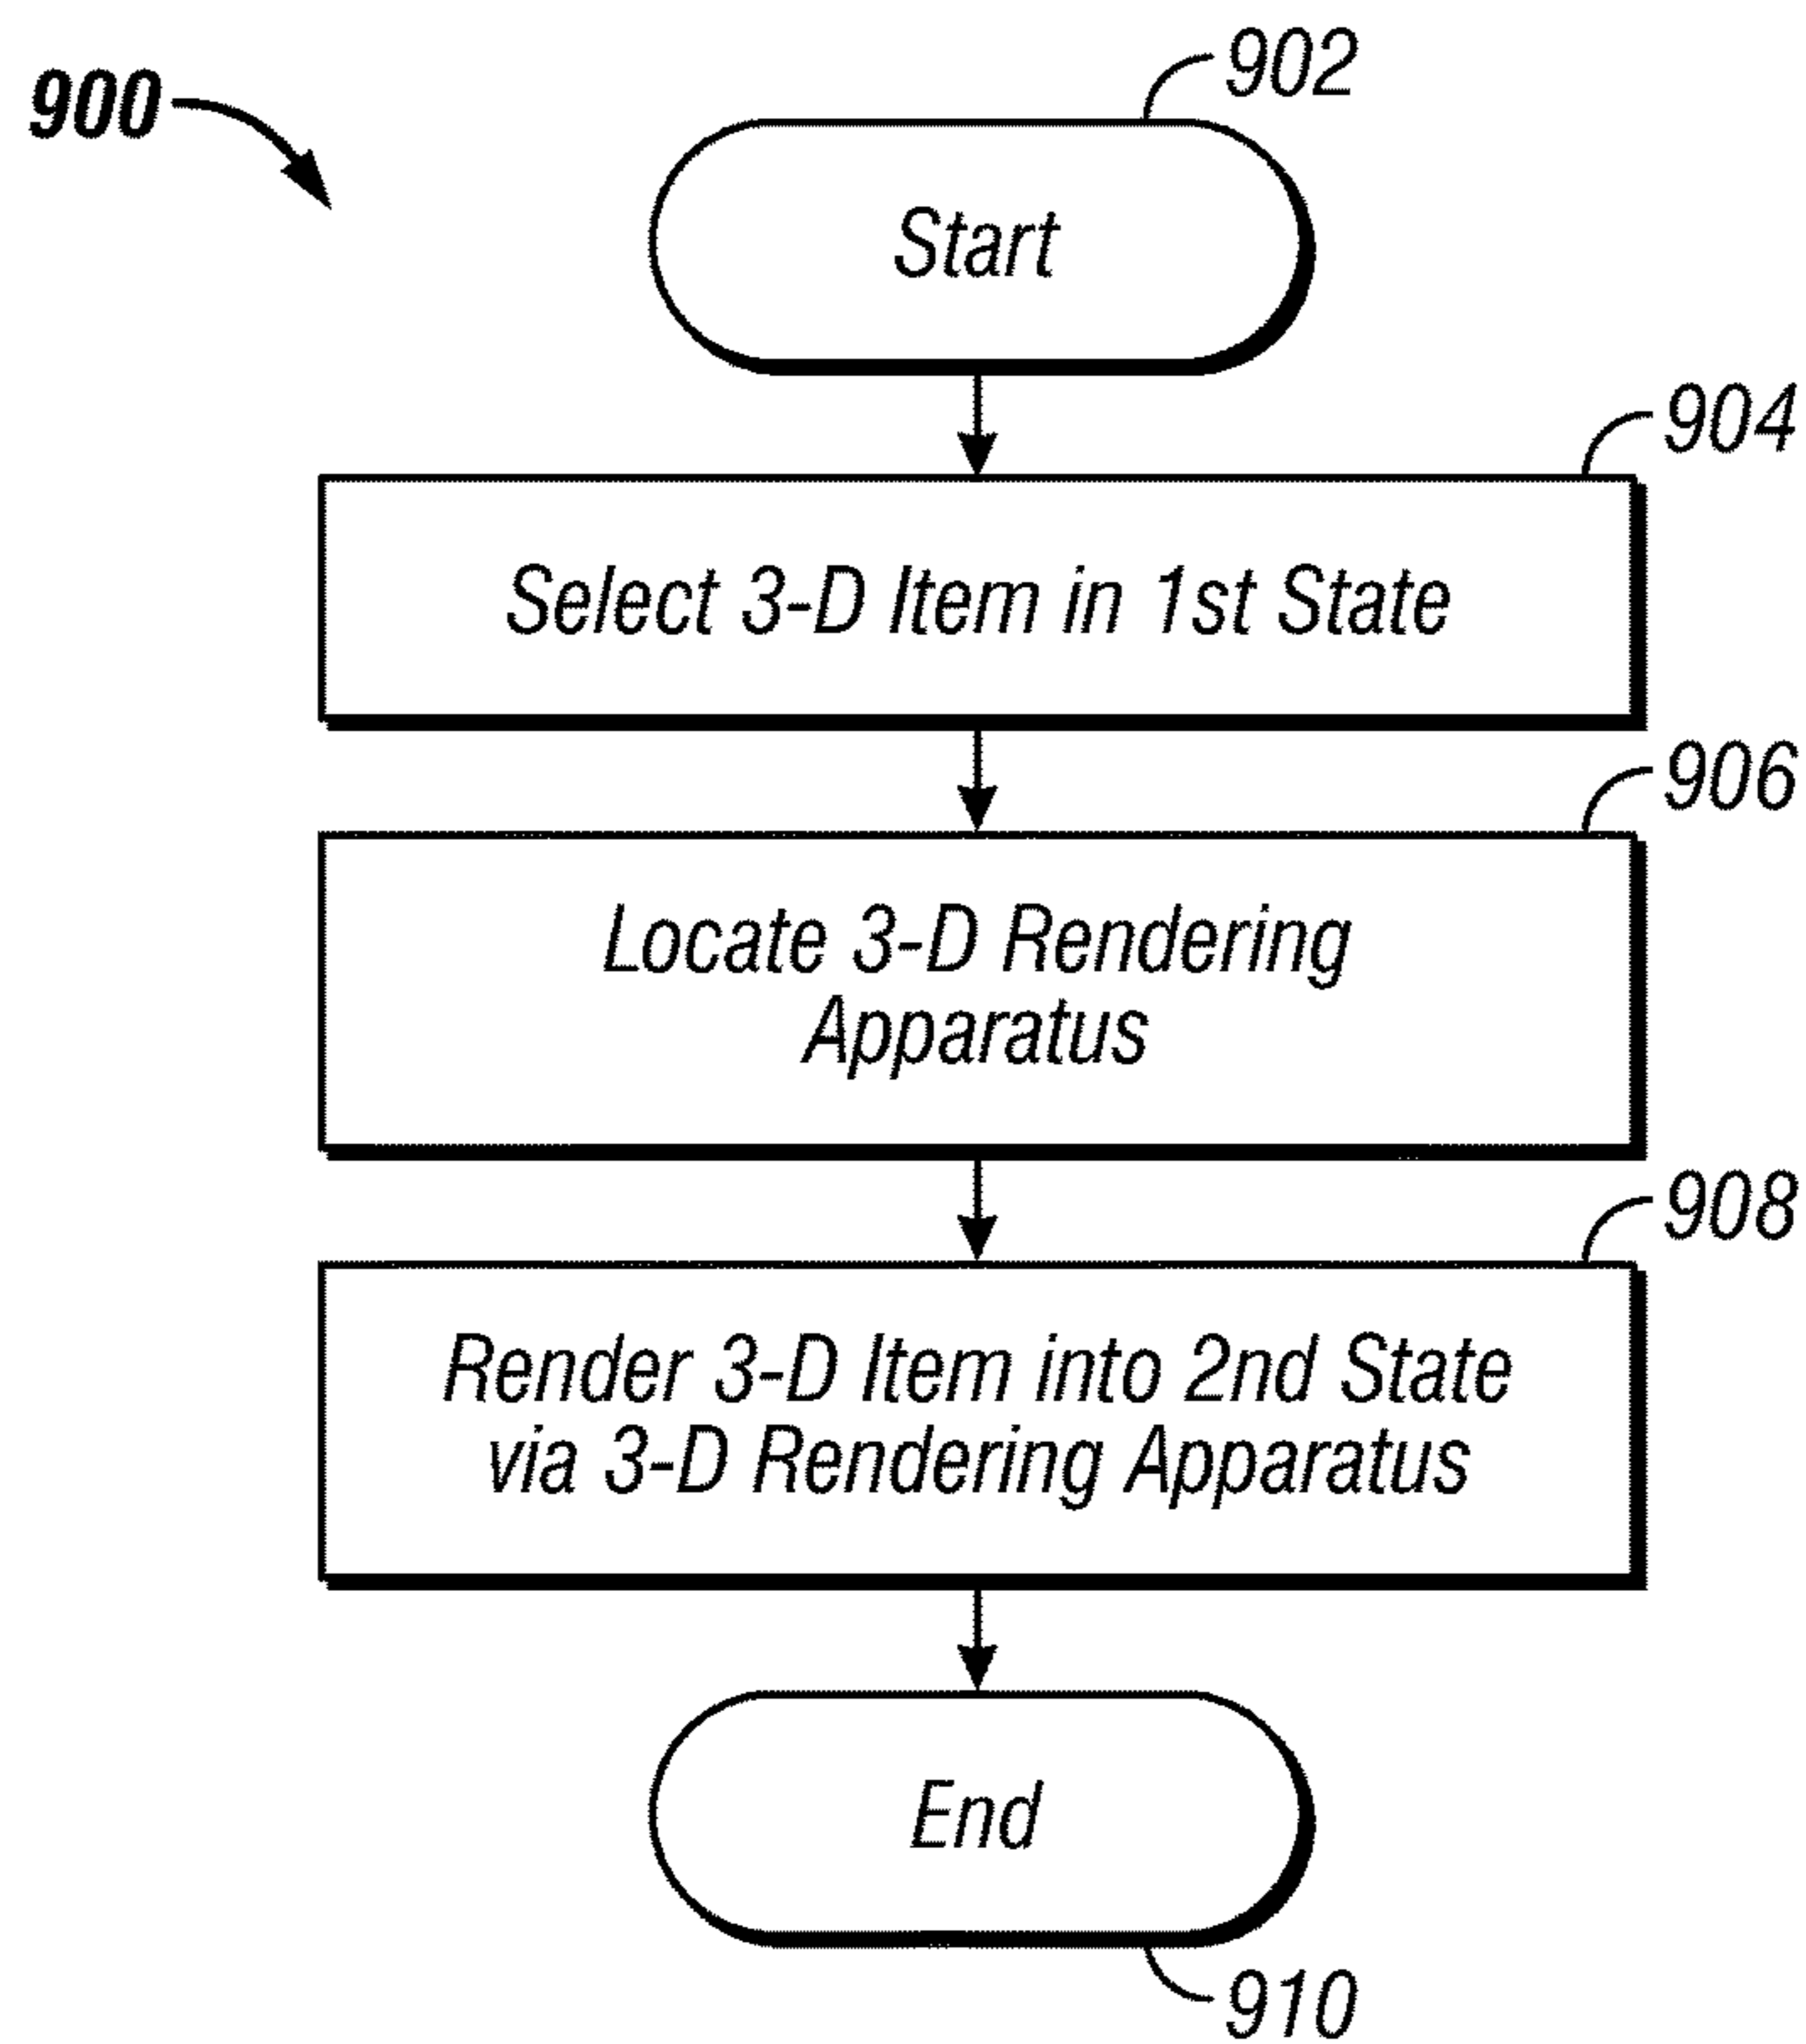 900
902
Start
904
Select 3-D Item in 1st State
906
Locate 3-D Rendering
Apparatus
908
Render 3-D Item into 2nd State
via 3-D Rendering Apparatus
End
910